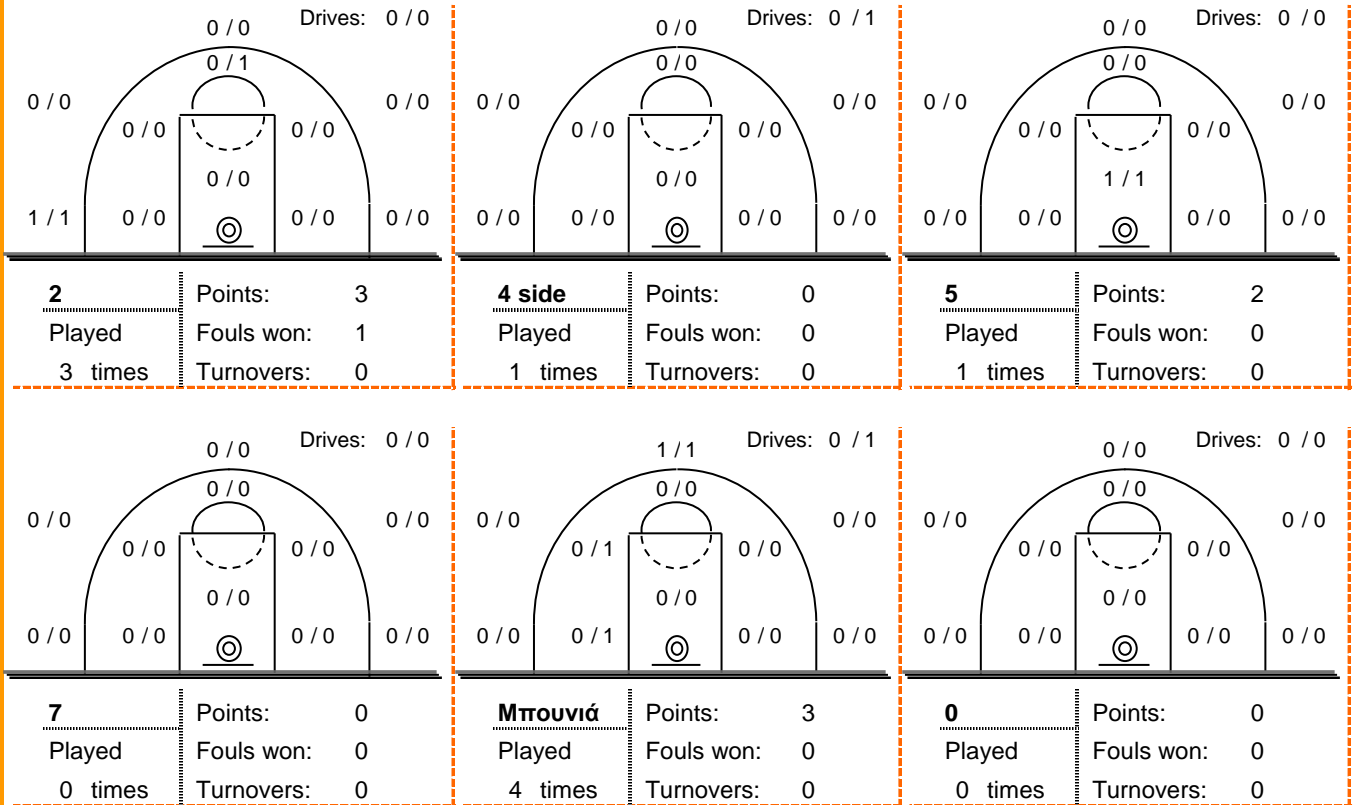 0 / 0 Drives: 0 / 0
0 / 1
0 / 0 0 / 0
0 / 0 0 / 0
0 / 0
1 / 1 0 / 0 0 / 0 0 / 0
2 Points: 3
Played Fouls won: 1
3 times Turnovers: 0
0 / 0 Drives: 0 / 1
0 / 0
0 / 0 0 / 0
0 / 0 0 / 0
0 / 0
0 / 0 0 / 0 0 / 0 0 / 0
4 side Points: 0
Played Fouls won: 0
1 times Turnovers: 0
0 / 0 Drives: 0 / 0
0 / 0
0 / 0 0 / 0
0 / 0 0 / 0
1 / 1
0 / 0 0 / 0 0 / 0 0 / 0
5 Points: 2
Played Fouls won: 0
1 times Turnovers: 0
0 / 0 Drives: 0 / 0
0 / 0
0 / 0 0 / 0
0 / 0 0 / 0
0 / 0
0 / 0 0 / 0 0 / 0 0 / 0
7 Points: 0
Played Fouls won: 0
0 times Turnovers: 0
1 / 1 Drives: 0 / 1
0 / 0
0 / 0 0 / 0
0 / 1 0 / 0
0 / 0
0 / 0 0 / 1 0 / 0 0 / 0
Μπουνιά Points: 3
Played Fouls won: 0
4 times Turnovers: 0
0 / 0 Drives: 0 / 0
0 / 0
0 / 0 0 / 0
0 / 0 0 / 0
0 / 0
0 / 0 0 / 0 0 / 0 0 / 0
0 Points: 0
Played Fouls won: 0
0 times Turnovers: 0